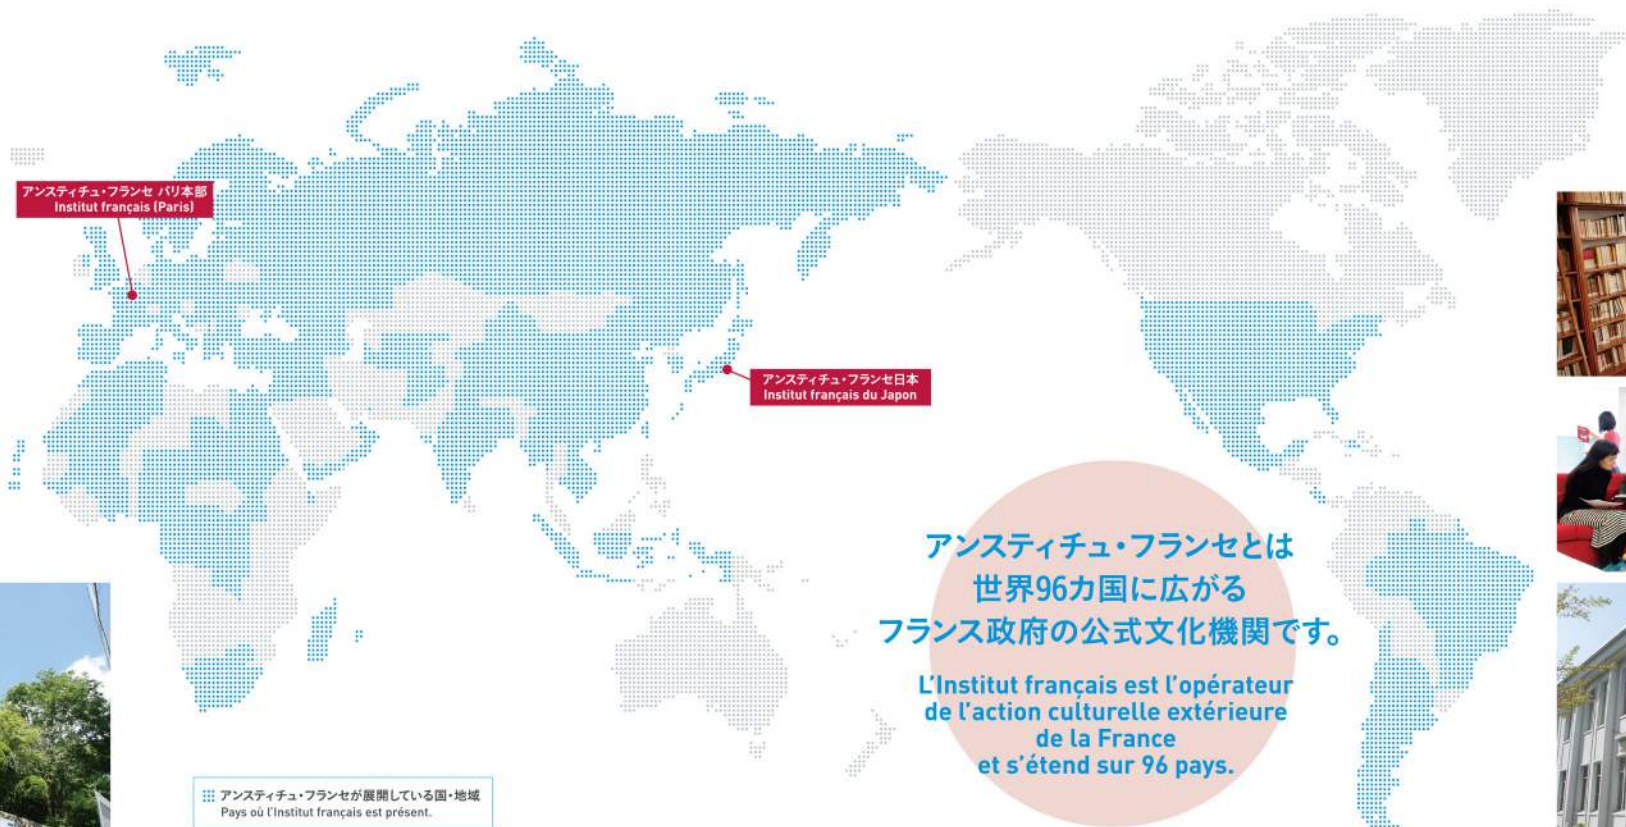 アンスティチュ・フランセ パリ本部
Institut français (Paris)
アンスティチュ・フランセ日本
Institut français du Japon
アンスティチュ・フランセとは
世界96カ国に広がる
フランス政府の公式文化機関です。
L'Institut français est l'opérateur
de l'action culturelle extérieure
de la France
et s'étend sur 96 pays.
アンスティチュ・フランセが展開している国・地域
Pays où l'Institut français est présent.